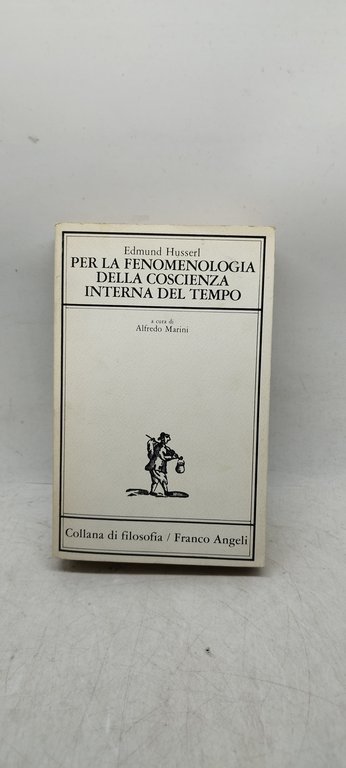 Edmund Husserl
PER LA FENOMENOLOGIA
DELLA COSCIENZA
INTERNA DEL TEMPO
a cura di
Alfredo Marini
Collana di filosofia / Franco Angeli